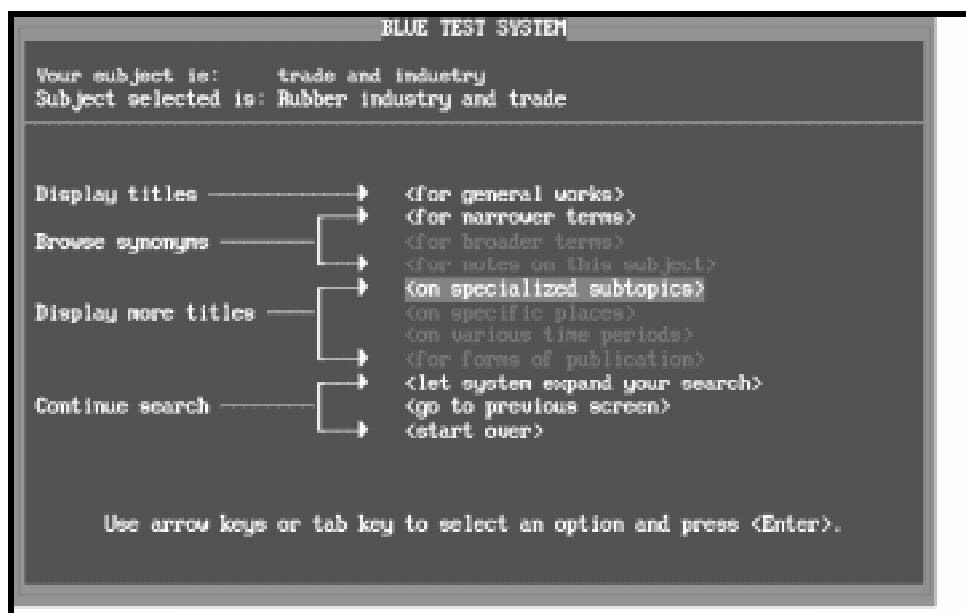 BLUE TEST SYSTEM
Your subject is: trade and industry
Subject selected is: Rubber industry and trade
Display titles <for general works>
<for narrower terms>
Browse synonyms <for broader terms>
<for notes on this subject>
<on specialized subtopics>
Display more titles <on specific places>
<on various time periods>
<for forms of publication>
<let system expand your search>
Continue search <go to previous screen>
<start over>
Use arrow keys or tab key to select an option and press <Enter>.